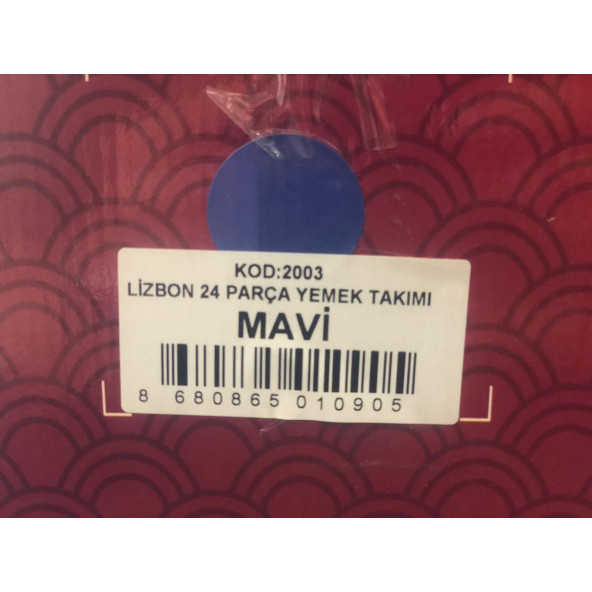 KOD:2003
LİZBON 24 PARÇA YEMEK TAKIMI
MAVİ
8 680865 010905